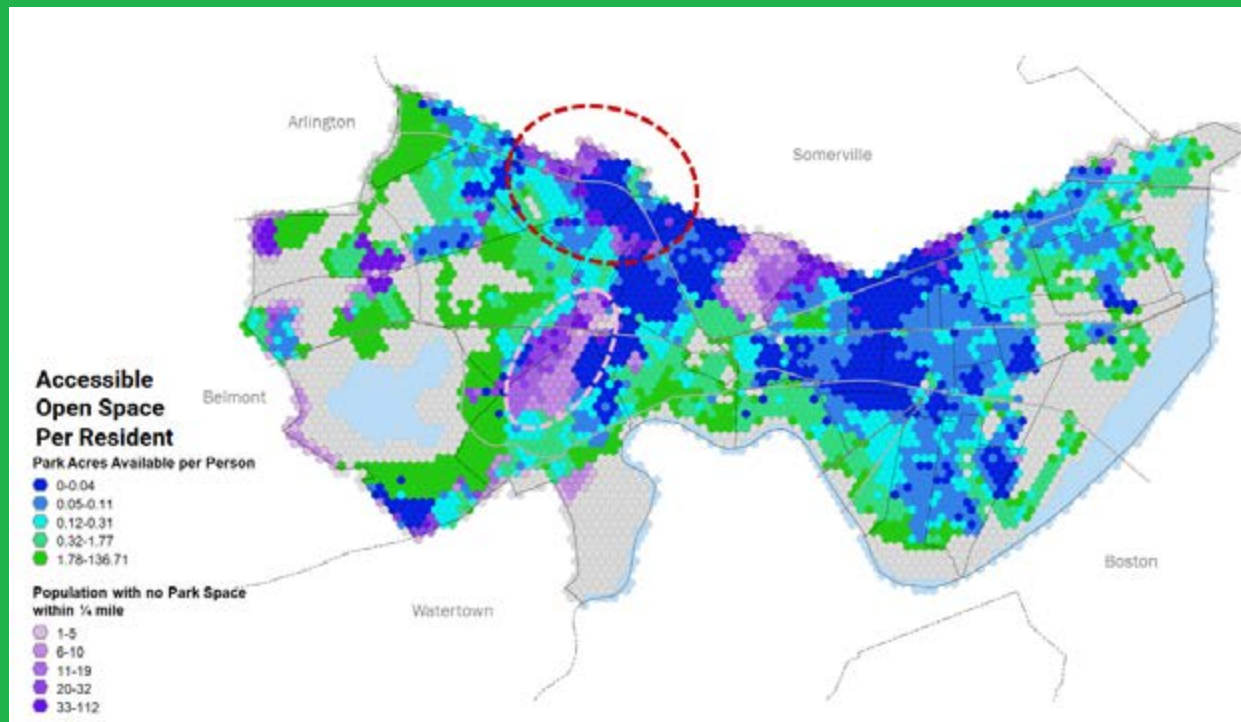 Arlington
Somerville
Accessible
Open Space
Per Resident
Belmont
Park Acres Available per Person
0-0.04
0.05-0.11
0.12-0.31
0.32-1.77
1.78-136.71
Boston
Population with no Park Space
within ¼ mile
Watertown
1-5
6-10
11-19
20-32
33-112